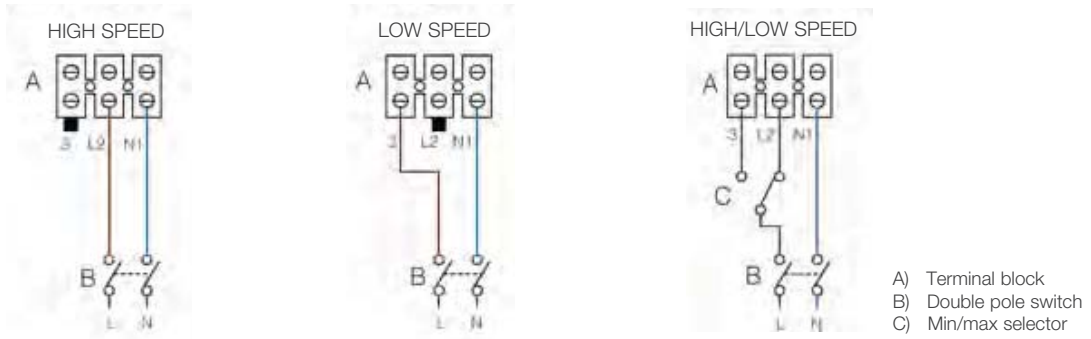 HIGH SPEED
A
3 L2 N1
B
L N
LOW SPEED
A
3 L2 N1
B
L N
HIGH/LOW SPEED
A
3 L2 N1
C
B
L N
A) Terminal block
B) Double pole switch
C) Min/max selector